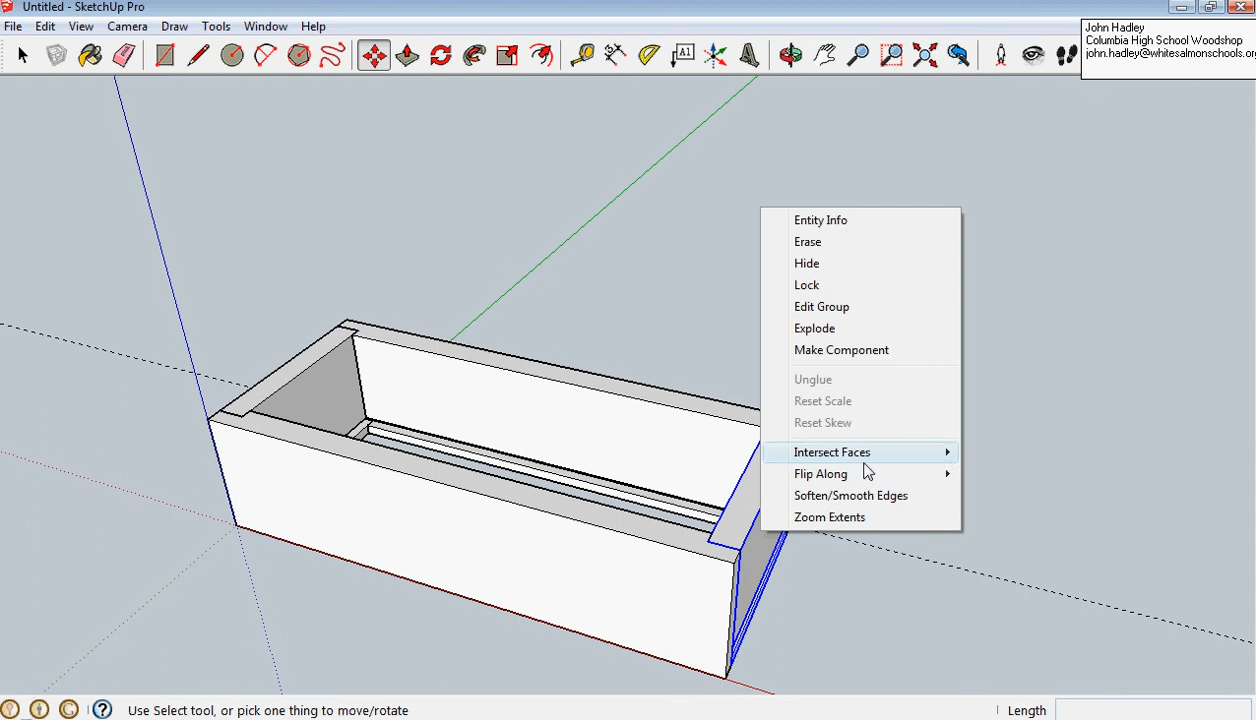 Untitled - SketchUp Pro
File Edit View Camera Draw Tools Window Help
John Hadley
Columbia High School Woodshop
john.hadley@whitesalmonschools.org
A1
Entity Info
Erase
Hide
Lock
Edit Group
Explode
Make Component
Unglue
Reset Scale
Reset Skew
Intersect Faces
Flip Along
Soften/Smooth Edges
Zoom Extents
Use Select tool, or pick one thing to move/rotate
Length